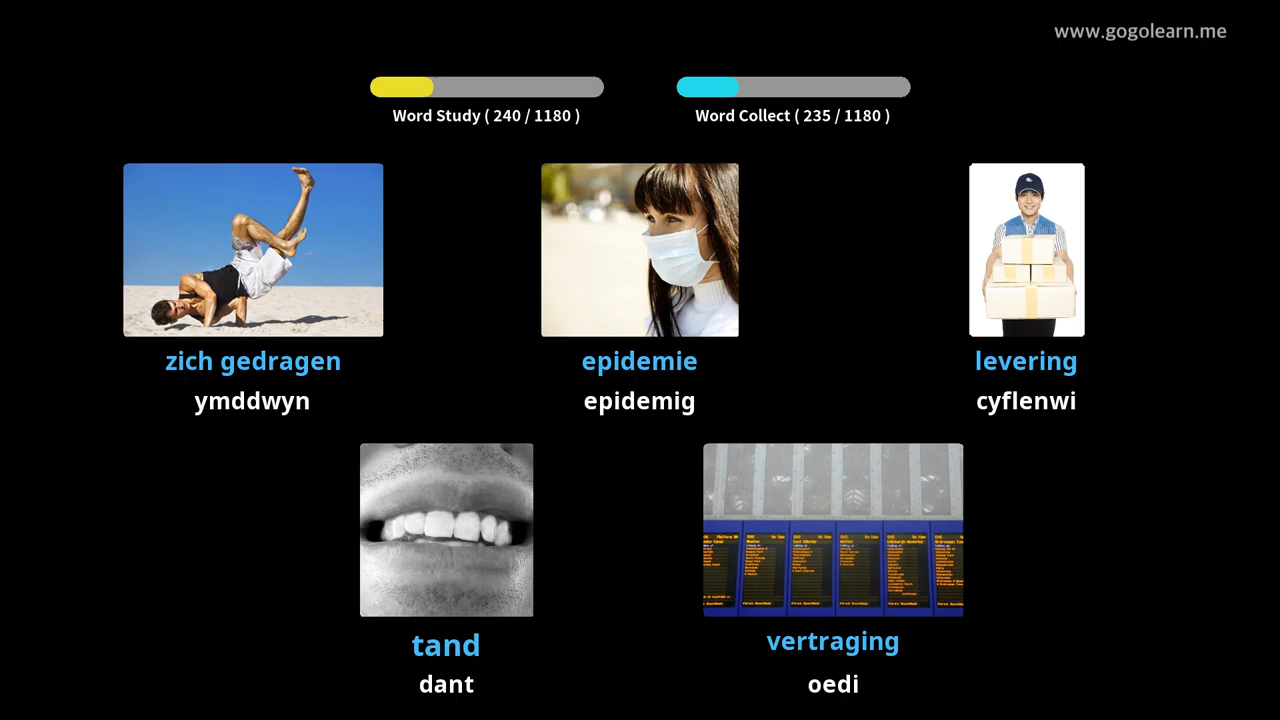 www.gogolearn.me
Word Study ( 240 / 1180 )
Word Collect ( 235 / 1180 )
zich gedragen
epidemie
levering
ymddwyn
epidemig
cyflenwi
tand
vertraging
dant
oedi